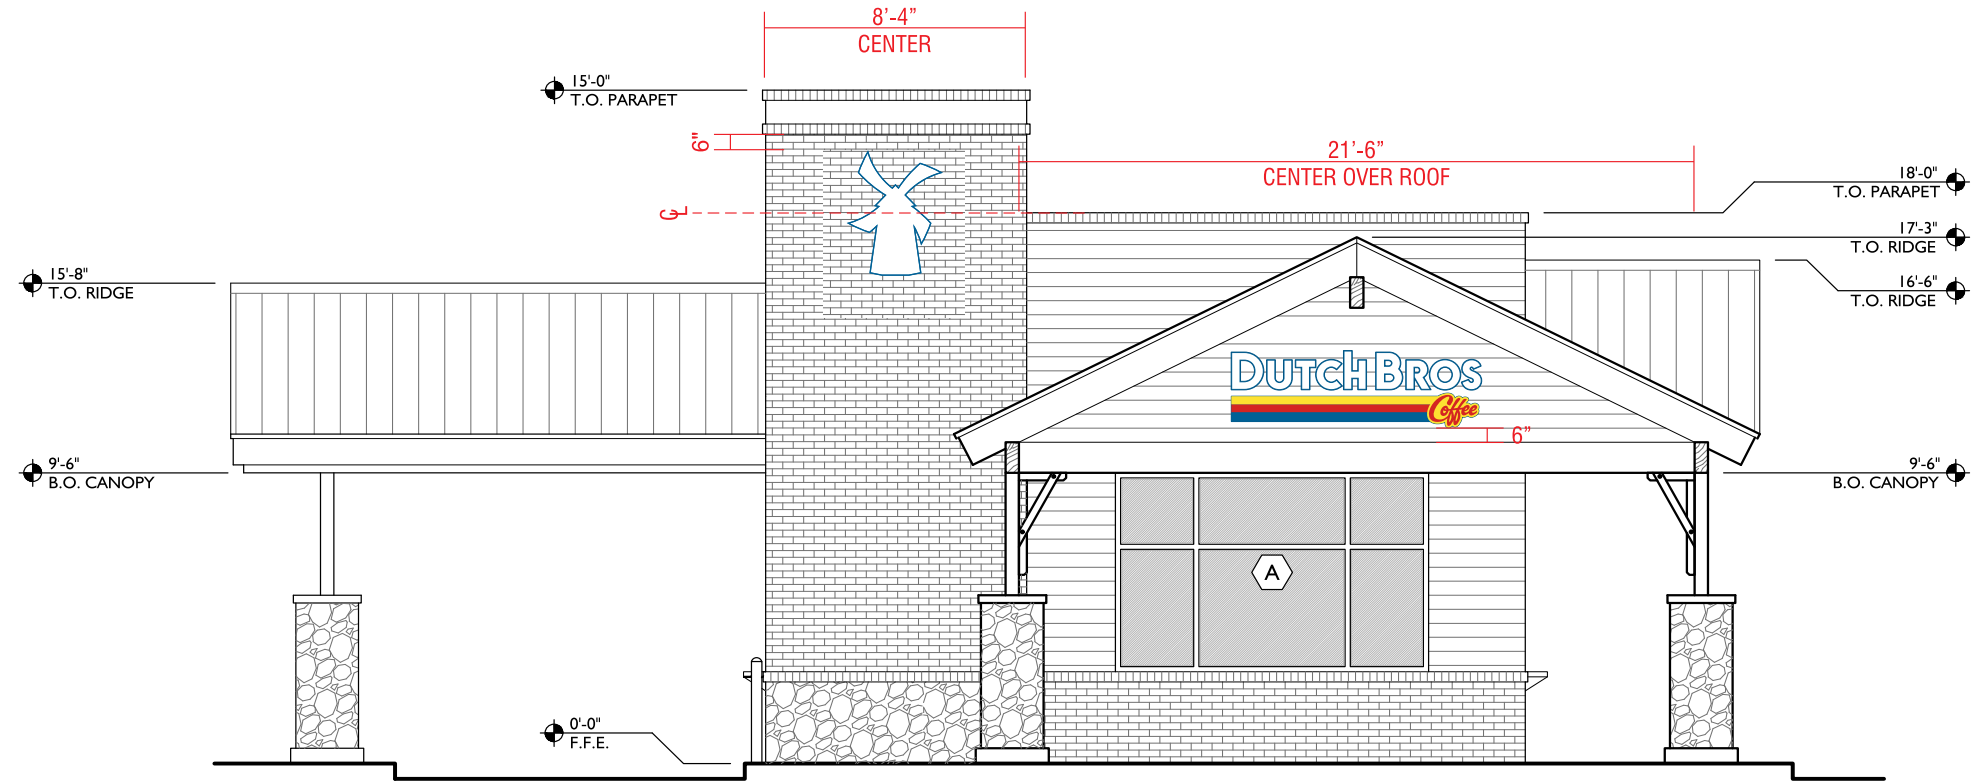 8’-4”
CENTER
15'-0"
T.O. PARAPET
6"
21’-6”
CENTER OVER ROOF
18'-0"
T.O. PARAPET
CL
17'-3"
T.O. RIDGE
15'-8"
T.O. RIDGE
16'-6"
T.O. RIDGE
DUTCH BROS
Coffee
6”
9'-6"
B.O. CANOPY
9'-6"
B.O. CANOPY
A
0'-0"
F.F.E.